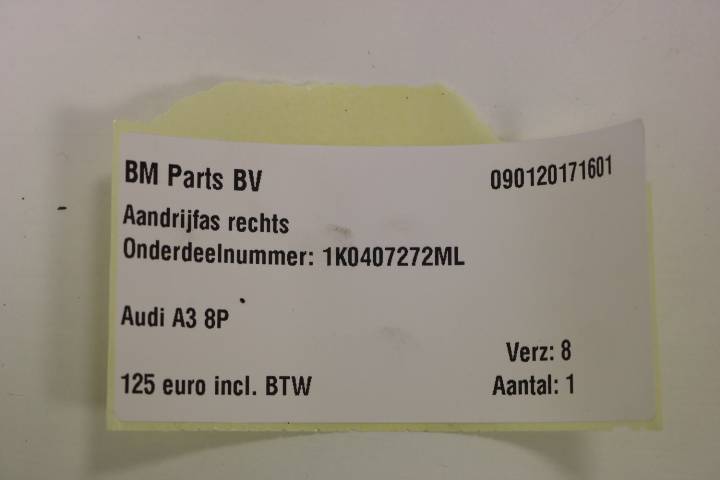 BM Parts BV
090120171601
Aandrijfas rechts
Onderdeelnummer: 1K0407272ML
Audi A3 8P
Verz: 8
125 euro incl. BTW
Aantal: 1